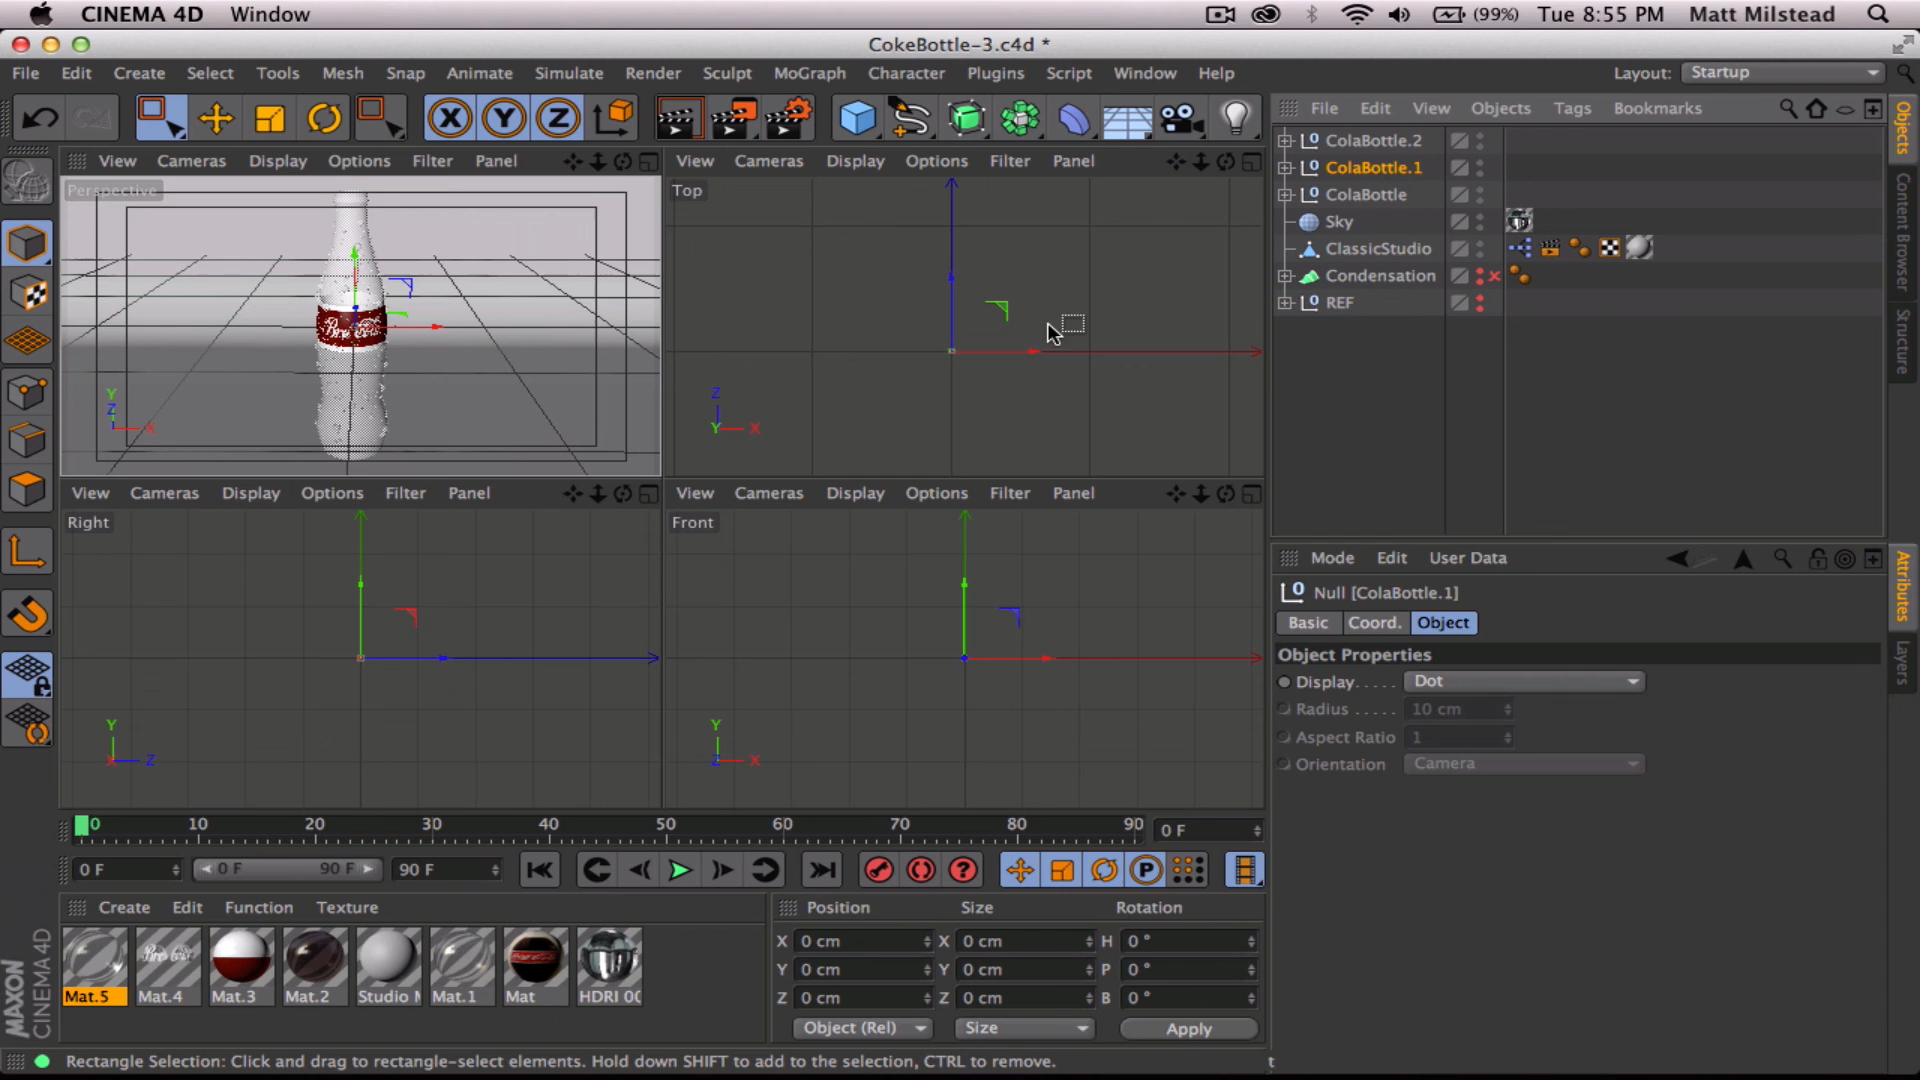 CINEMA 4D Window (99%) Tue 8:55 PM Matt Milstead
CokeBottle-3.c4d *
File Edit Create Select Tools Mesh Snap Animate Simulate Render Sculpt MoGraph Character Plugins Script Window Help Layout: Startup
X Y Z
File Edit View Objects Tags Bookmarks
View Cameras Display Options Filter Panel
View Cameras Display Options Filter Panel
Perspective
Top
Y
Z
X
Z
Y X
ColaBottle.2
ColaBottle.1
ColaBottle
Sky
ClassicStudio
Condensation
REF
Objects
Content Browser
Structure
View Cameras Display Options Filter Panel
View Cameras Display Options Filter Panel
Right
Front
Y
X Z
Y
Z X
Mode Edit User Data
Null [ColaBottle.1]
Basic Coord. Object
Object Properties
Display..... Dot
Radius ..... 10 cm
Aspect Ratio 1
Orientation Camera
Attributes
Layers
0 10 20 30 40 50 60 70 80 90 0 F
0 F 0 F 90 F 90 F
P
Create Edit Function Texture
Mat.5 Mat.4 Mat.3 Mat.2 Studio Mat.1 Mat HDRI 00
Position Size Rotation
X 0 cm X 0 cm H 0 °
Y 0 cm Y 0 cm P 0 °
Z 0 cm Z 0 cm B 0 °
Object (Rel) Size Apply
MAXON
CINEMA 4D
Rectangle Selection: Click and drag to rectangle-select elements. Hold down SHIFT to add to the selection, CTRL to remove.